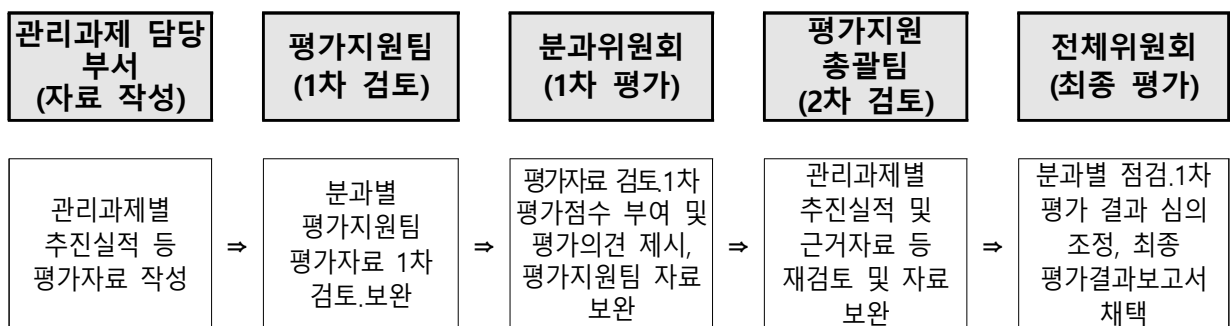 관리과제 담당
부서
(자료 작성)
평가지원팀
(1차 검토)
분과위원회
(1차 평가)
평가지원
총괄팀
(2차 검토)
전체위원회
(최종 평가)
관리과제별
추진실적 등
평가자료 작성
⇒
분과별
평가지원팀
평가자료 1차
검토.보완
⇒
평가자료 검토.1차
평가점수 부여 및
평가의견 제시,
평가지원팀 자료
보완
⇒
관리과제별
추진실적 및
근거자료 등
재검토 및 자료
보완
⇒
분과별 점검.1차
평가 결과 심의
조정, 최종
평가결과보고서
채택